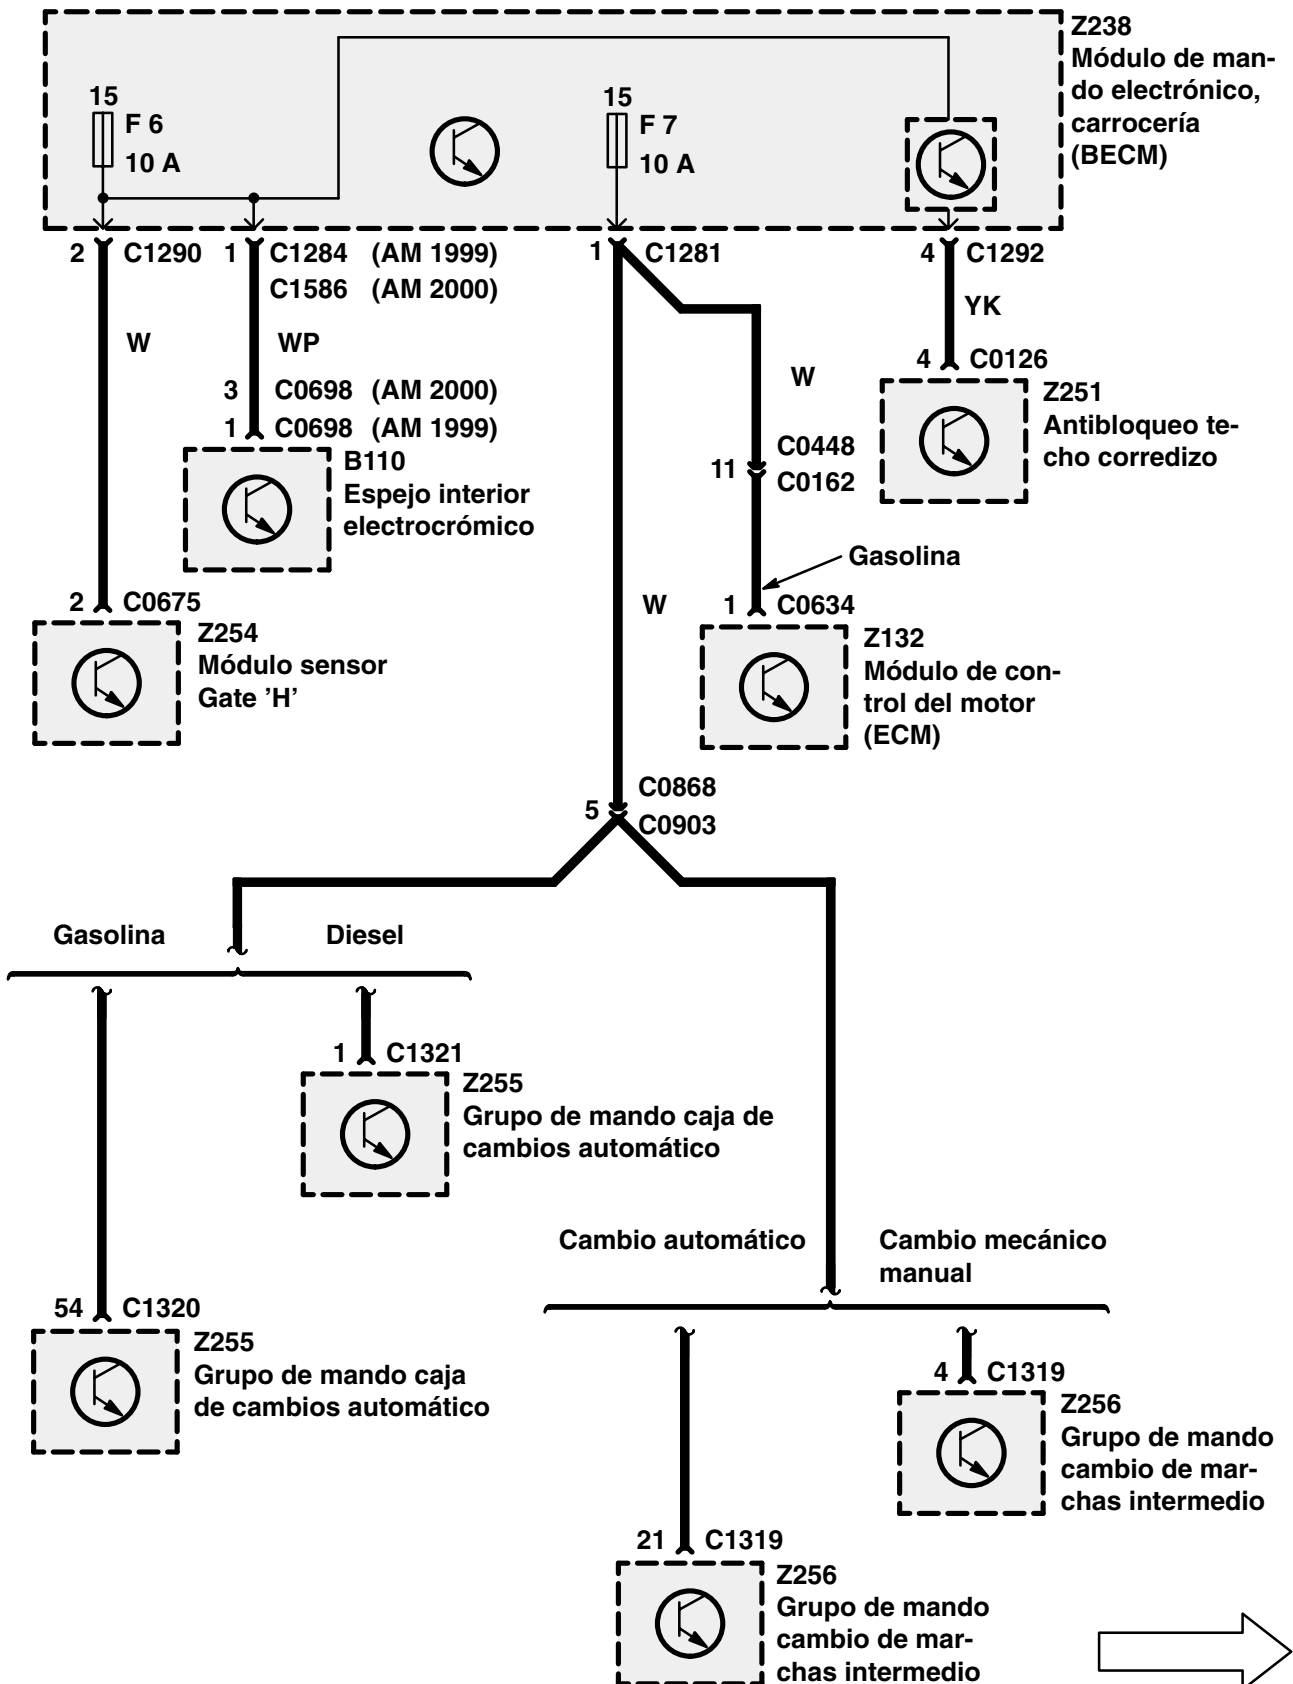 Z238
Módulo de man-
do electrónico,
carrocería
(BECM)
15
F 6
10 A
15
F 7
10 A
2 C1290
1 C1284 (AM 1999)
C1586 (AM 2000)
1 C1281
4 C1292
W
WP
YK
3 C0698 (AM 2000)
1 C0698 (AM 1999)
B110
Espejo interior
electrocrómico
W
4 C0126
Z251
Antibloqueo te-
cho corredizo
C0448
11
C0162
Gasolina
2 C0675
Z254
Módulo sensor
Gate 'H'
W
1 C0634
Z132
Módulo de con-
trol del motor
(ECM)
C0868
5
C0903
Gasolina
Diesel
1 C1321
Z255
Grupo de mando caja de
cambios automático
Cambio automático
Cambio mecánico
manual
54 C1320
Z255
Grupo de mando caja
de cambios automático
4 C1319
Z256
Grupo de mando
cambio de mar-
chas intermedio
21 C1319
Z256
Grupo de mando
cambio de mar-
chas intermedio